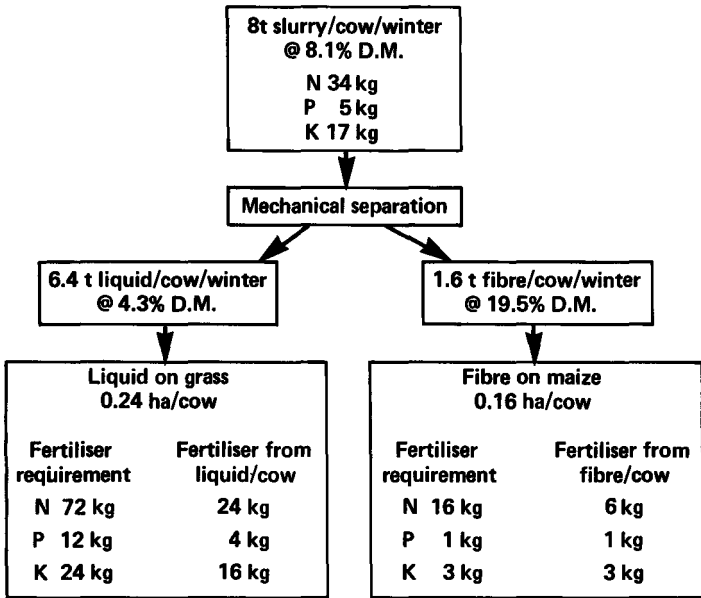 8t slurry/cow/winter
@ 8.1% D.M.
N 34 kg
P 5 kg
K 17 kg
Mechanical separation
6.4 t liquid/cow/winter
@ 4.3% D.M.
1.6 t fibre/cow/winter
@ 19.5% D.M.
Liquid on grass
0.24 ha/cow
Fertiliser Fertiliser from
requirement liquid/cow
N 72 kg 24 kg
P 12 kg 4 kg
K 24 kg 16 kg
Fibre on maize
0.16 ha/cow
Fertiliser Fertiliser from
requirement fibre/cow
N 16 kg 6 kg
P 1 kg 1 kg
K 3 kg 3 kg